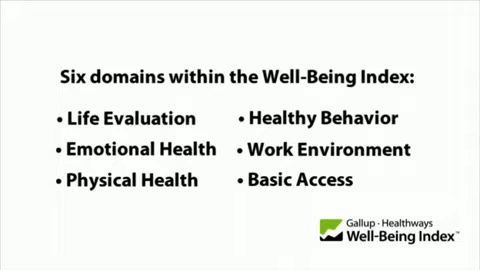 Six domains within the Well-Being Index:
• Life Evaluation
• Emotional Health
• Physical Health
• Healthy Behavior
• Work Environment
• Basic Access
Gallup · Healthways
Well-Being Index™